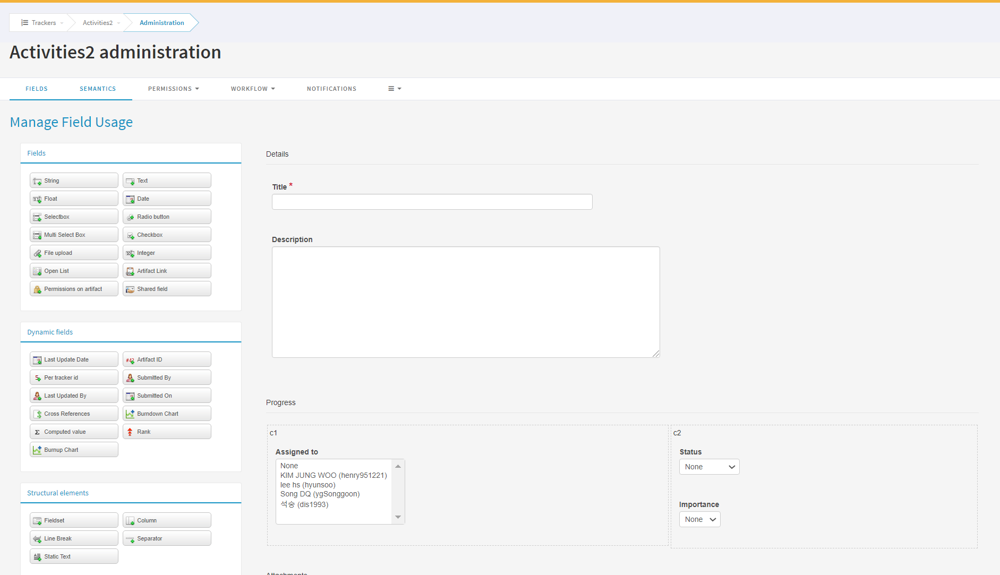 Trackers
Activities2
Administration
Activities2 administration
FIELDS
SEMANTICS
PERMISSIONS
WORKFLOW
NOTIFICATIONS
Manage Field Usage
Fields
String
Text
Float
Date
Selectbox
Radio button
Multi Select Box
Checkbox
File upload
Integer
Open List
Artifact Link
Permissions on artifact
Shared field
Dynamic fields
Last Update Date
Artifact ID
Per tracker id
Submitted By
Last Updated By
Submitted On
Cross References
Burndown Chart
Computed value
Rank
Burnup Chart
Structural elements
Fieldset
Column
Line Break
Separator
Static Text
Details
Title *
Description
Progress
c1
Assigned to
None
KIM JUNG WOO (henry951221)
lee hs (hyunsoo)
Song DQ (ygSonggoon)
석숭 (dis1993)
c2
Status
None
Importance
None
Attachments